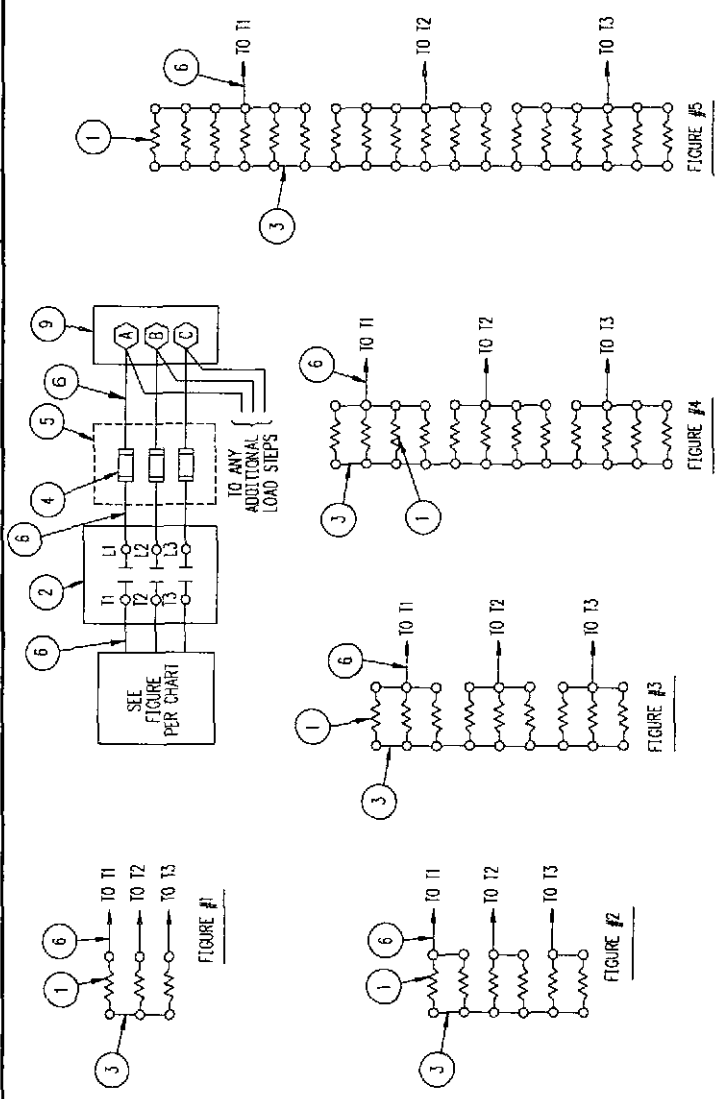 6
2
6
4
5
6
9
SEE
FIGURE
PER CHART
T1
L1
A
T2
L2
B
T3
L3
C
TO ANY
ADDITIONAL
LOAD STEPS
3
1
6
TO T1
TO T2
TO T3
FIGURE #1
3
1
6
TO T1
TO T2
TO T3
FIGURE #2
3
1
6
TO T1
TO T2
TO T3
FIGURE #3
3
1
6
TO T1
TO T2
TO T3
FIGURE #4
3
1
6
TO T1
TO T2
TO T3
FIGURE #5